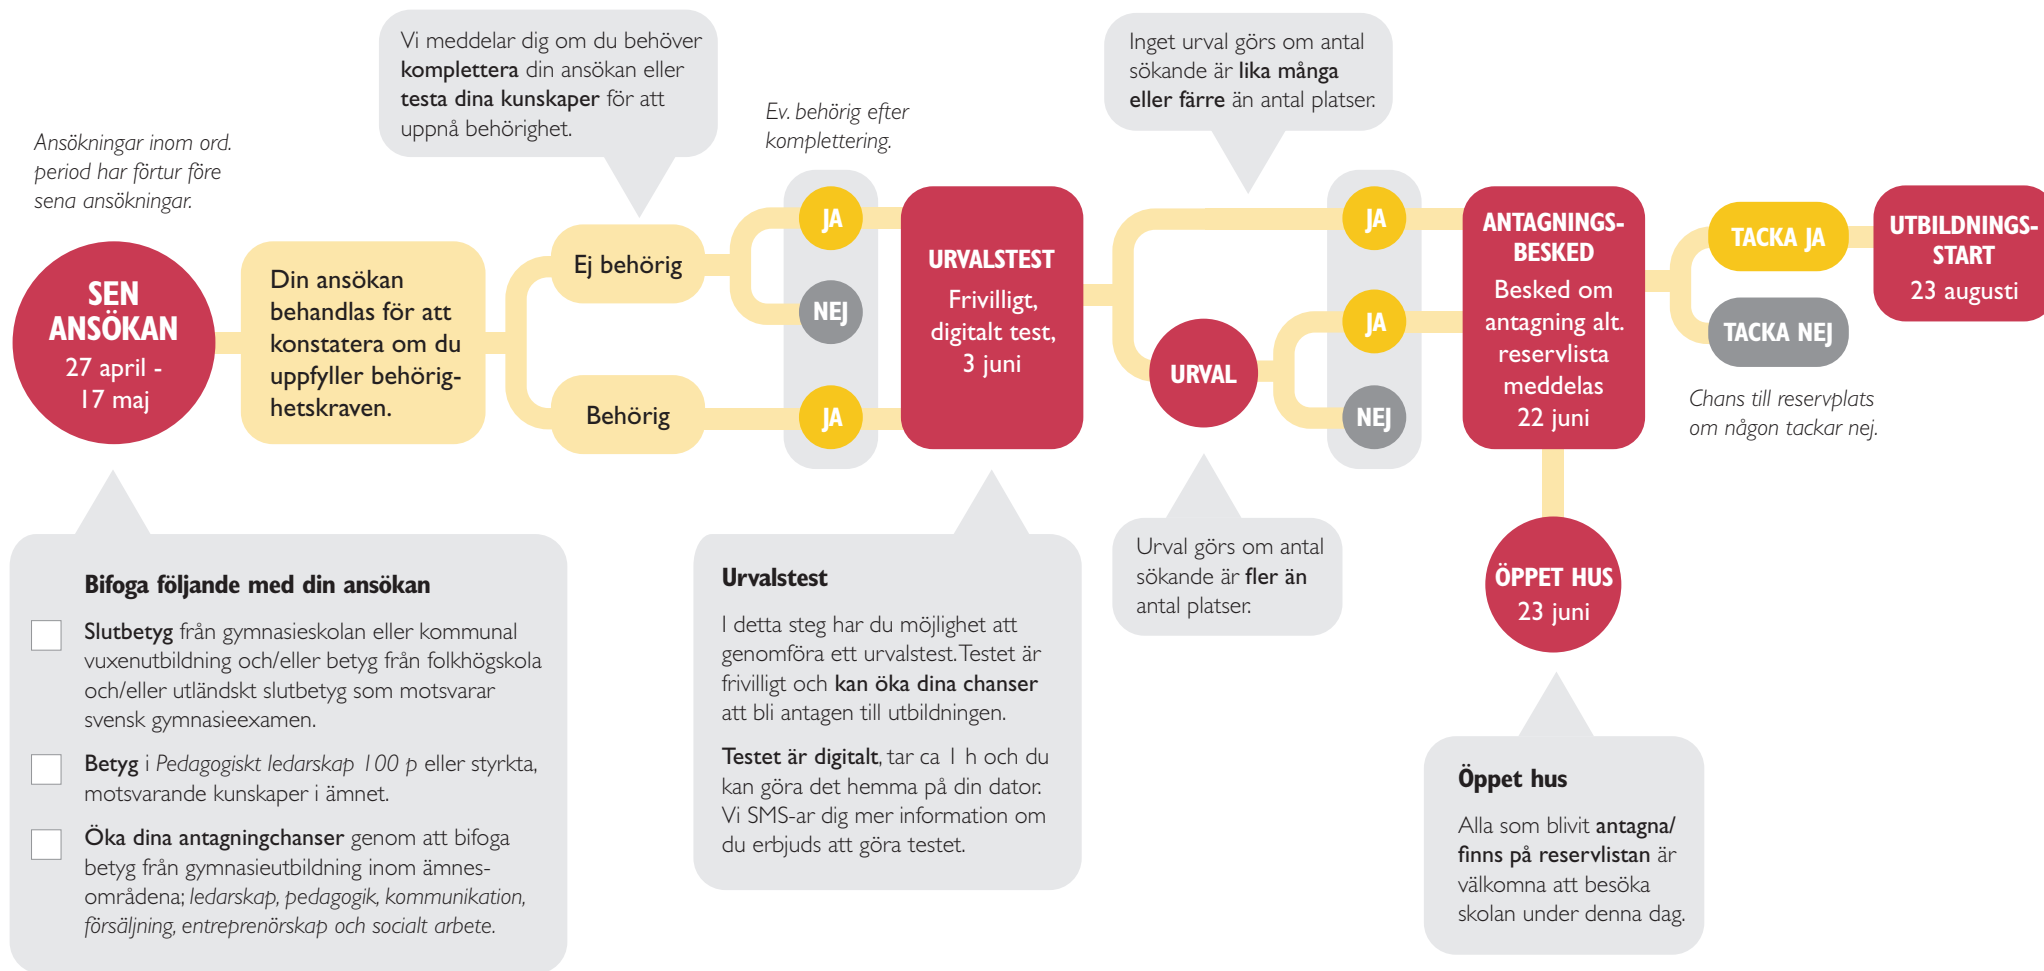 Vi meddelar dig om du behöver
komplettera din ansökan eller
testa dina kunskaper för att
uppnå behörighet.
Inget urval görs om antal
sökande är lika många
eller färre än antal platser.
Ansökningar inom ord.
period har förtur före
sena ansökningar.
Ev. behörig efter
komplettering.
SEN
ANSÖKAN
27 april -
17 maj
Din ansökan
behandlas för att
konstatera om du
uppfyller behörig-
hetskraven.
Ej behörig
Behörig
JA
NEJ
JA
URVALSTEST
Frivilligt,
digitalt test,
3 juni
URVAL
JA
JA
NEJ
ANTAGNINGS-
BESKED
Besked om
antagning alt.
reservlista
meddelas
22 juni
TACKA JA
TACKA NEJ
Chans till reservplats
om någon tackar nej.
UTBILDNINGS-
START
23 augusti
Bifoga följande med din ansökan
Slutbetyg från gymnasieskolan eller kommunal
vuxenutbildning och/eller betyg från folkhögskola
och/eller utländskt slutbetyg som motsvarar
svensk gymnasieexamen.
Betyg i Pedagogiskt ledarskap 100 p eller styrkta,
motsvarande kunskaper i ämnet.
Öka dina antagningchanser genom att bifoga
betyg från gymnasieutbildning inom ämnes-
områdena; ledarskap, pedagogik, kommunikation,
försäljning, entreprenörskap och socialt arbete.
Urvalstest
I detta steg har du möjlighet att
genomföra ett urvalstest. Testet är
frivilligt och kan öka dina chanser
att bli antagen till utbildningen.
Testet är digitalt, tar ca 1 h och du
kan göra det hemma på din dator.
Vi SMS-ar dig mer information om
du erbjuds att göra testet.
Urval görs om antal
sökande är fler än
antal platser.
ÖPPET HUS
23 juni
Öppet hus
Alla som blivit antagna/
finns på reservlistan är
välkomna att besöka
skolan under denna dag.